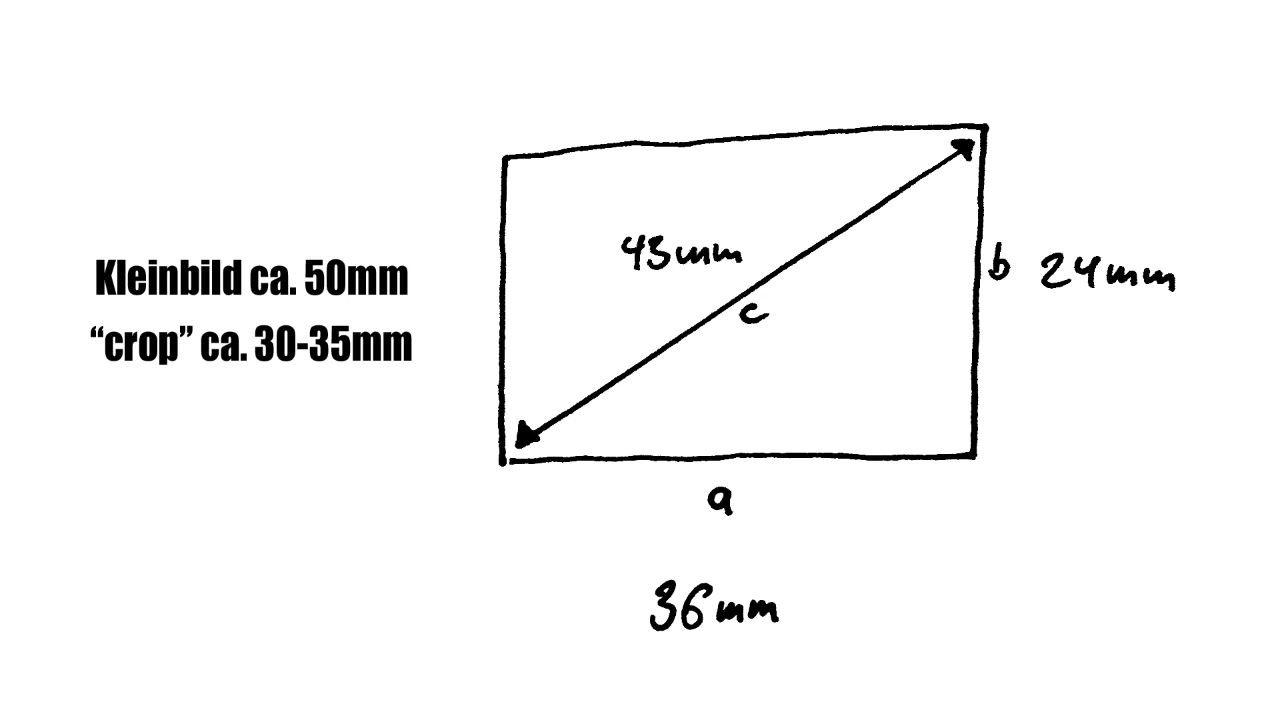 Kleinbild ca. 50mm
“crop” ca. 30-35mm
43mm
c
b 24mm
a
36mm